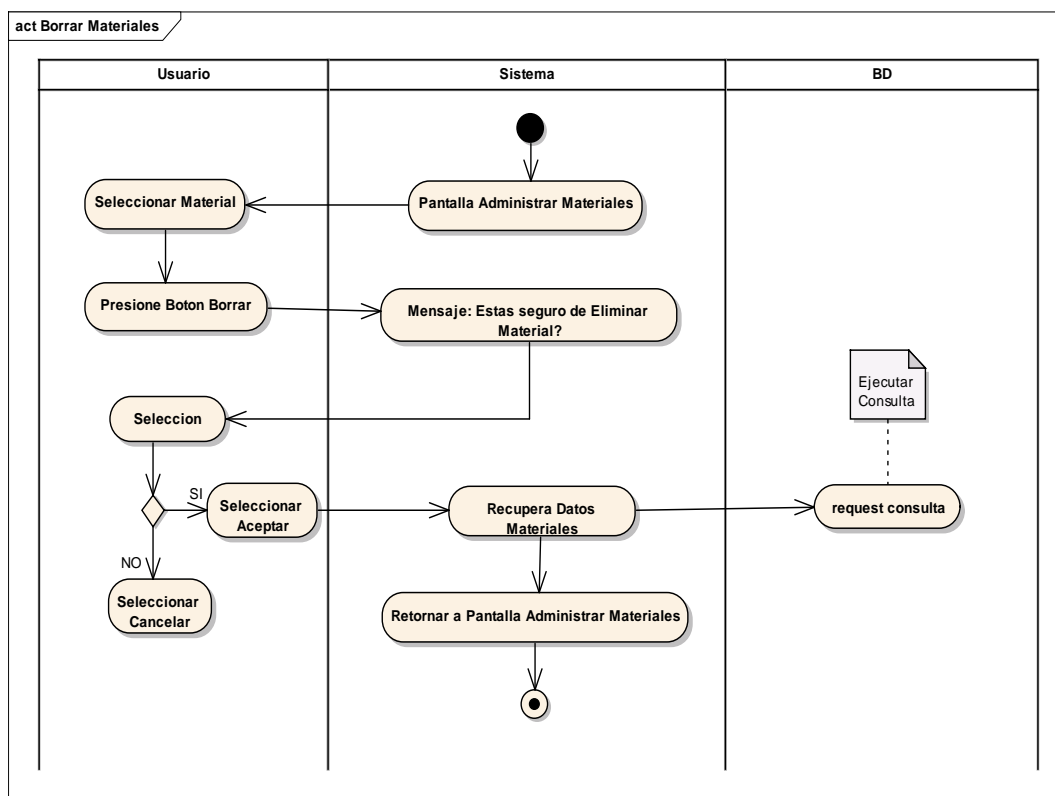 act Borrar Materiales
Usuario
Sistema
BD
Seleccionar Material
Pantalla Administrar Materiales
Presione Boton Borrar
Mensaje: Estas seguro de Eliminar
Material?
Ejecutar
Consulta
Seleccion
SI
Seleccionar
Aceptar
Recupera Datos
Materiales
request consulta
NO
Seleccionar
Cancelar
Retornar a Pantalla Administrar Materiales